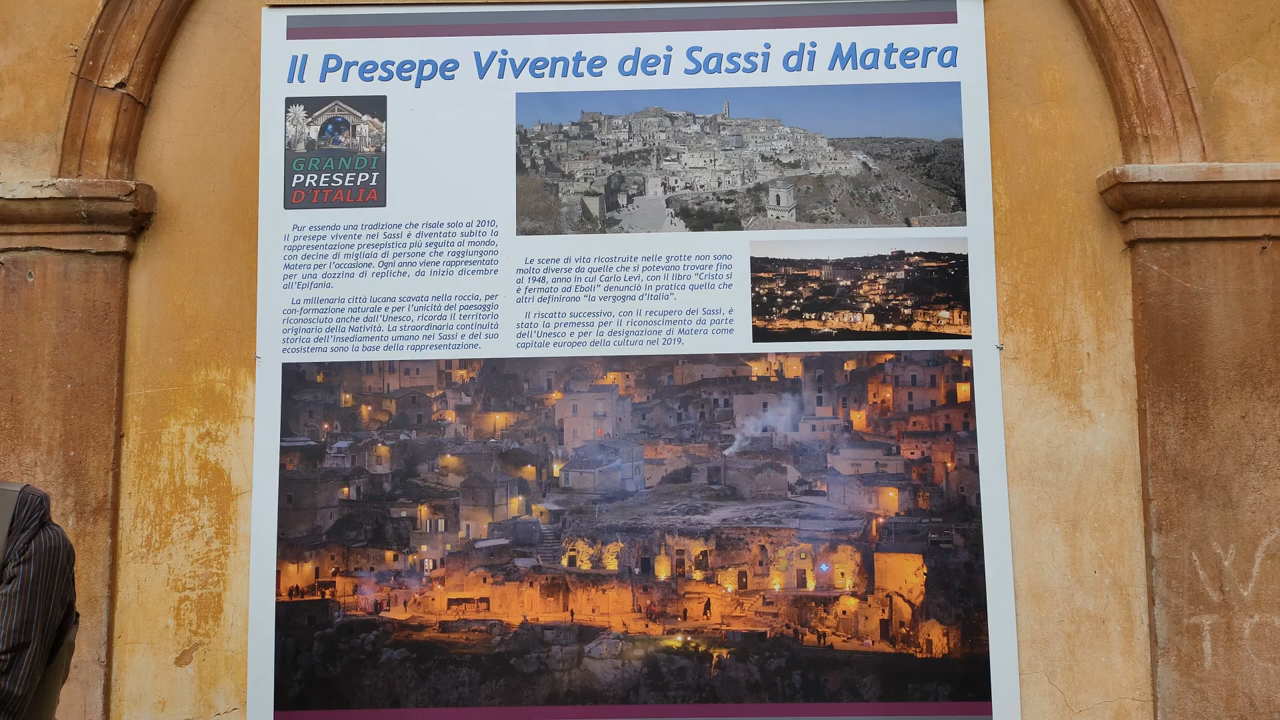 Il Presepe Vivente dei Sassi di Matera
GRANDI
PRESEPI
D'ITALIA
Pur essendo una tradizione che risale solo al 2010,
il presepe vivente nei Sassi è diventato subito la
rappresentazione presepistica più seguita al mondo,
con decine di migliaia di persone che raggiungono
Matera per l'occasione. Ogni anno viene rappresentato
per una dozzina di repliche, da inizio dicembre
all'Epifania.
La millenaria città lucana scavata nella roccia, per
con-formazione naturale e per l'unicità del paesaggio
riconosciuto anche dall'Unesco, ricorda il territorio
originario della Natività. La straordinaria continuità
storica dell'insediamento umano nei Sassi e del suo
ecosistema sono la base della rappresentazione.
Le scene di vita ricostruite nelle grotte non sono
molto diverse da quelle che si potevano trovare fino
al 1948, anno in cui Carlo Levi, con il libro "Cristo si
è fermato ad Eboli" denunciò in pratica quella che
altri definirono "la vergogna d'Italia".
Il riscatto successivo, con il recupero dei Sassi, è
stato la premessa per il riconoscimento da parte
dell'Unesco e per la designazione di Matera come
capitale europeo della cultura nel 2019.
W
TO